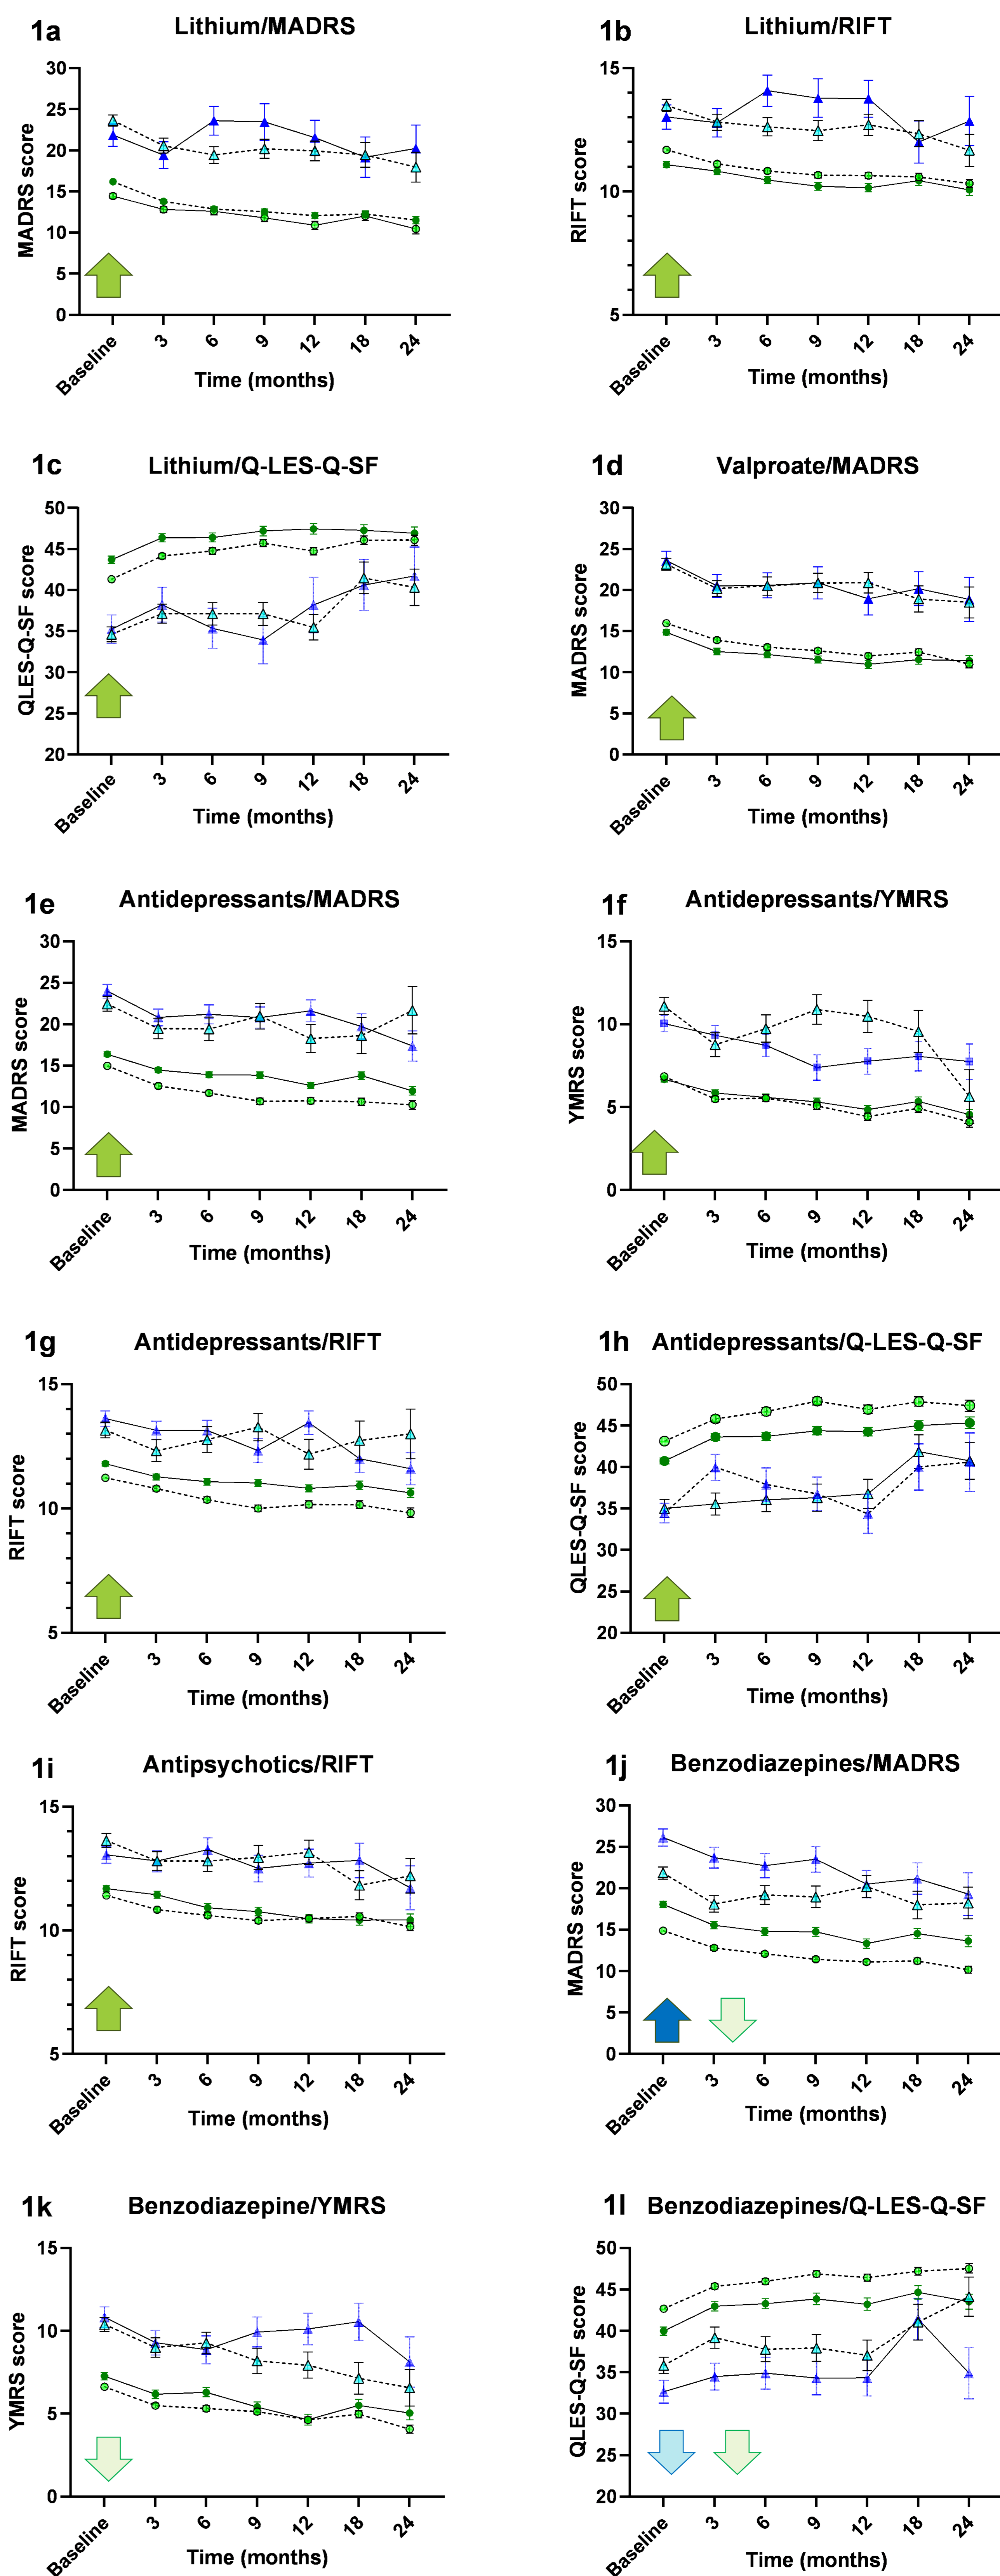 1a Lithium/MADRS
MADRS score
30
25
20
15
10
5
0
Baseline 3 6 9 12 18 24
Time (months)
1b Lithium/RIFT
RIFT score
15
10
5
Baseline 3 6 9 12 18 24
Time (months)
1c Lithium/Q-LES-Q-SF
QLES-Q-SF score
50
45
40
35
30
25
20
Baseline 3 6 9 12 18 24
Time (months)
1d Valproate/MADRS
MADRS score
30
25
20
15
10
5
0
Baseline 3 6 9 12 18 24
Time (months)
1e Antidepressants/MADRS
MADRS score
30
25
20
15
10
5
0
Baseline 3 6 9 12 18 24
Time (months)
1f Antidepressants/YMRS
YMRS score
15
10
5
0
Baseline 3 6 9 12 18 24
Time (months)
1g Antidepressants/RIFT
RIFT score
15
10
5
Baseline 3 6 9 12 18 24
Time (months)
1h Antidepressants/Q-LES-Q-SF
QLES-Q-SF score
50
45
40
35
30
25
20
Baseline 3 6 9 12 18 24
Time (months)
1i Antipsychotics/RIFT
RIFT score
15
10
5
Baseline 3 6 9 12 18 24
Time (months)
1j Benzodiazepines/MADRS
MADRS score
30
25
20
15
10
5
0
Baseline 3 6 9 12 18 24
Time (months)
1k Benzodiazepine/YMRS
YMRS score
15
10
5
0
Baseline 3 6 9 12 18 24
Time (months)
1l Benzodiazepines/Q-LES-Q-SF
QLES-Q-SF score
50
45
40
35
30
25
20
Baseline 3 6 9 12 18 24
Time (months)